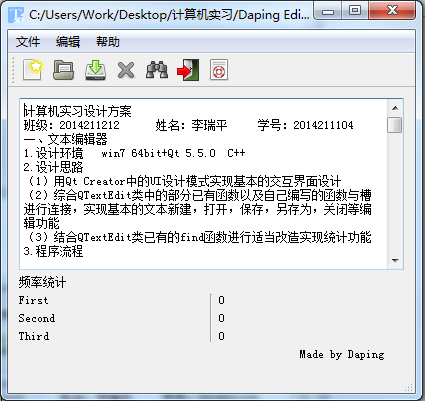 C:/Users/Work/Desktop/计算机实习/Daping Edi...
文件 编辑 帮助
计算机实习设计方案
班级：2014211212 姓名：李瑞平 学号：2014211104
一、文本编辑器
1.设计环境 win7 64bit+Qt 5.5.0 C++
2.设计思路
（1）用Qt Creator中的UI设计模式实现基本的交互界面设计
（2）综合QTextEdit类中的部分已有函数以及自己编写的函数与槽
进行连接，实现基本的文本新建，打开，保存，另存为，关闭等编
辑功能
（3）结合QTextEdit类已有的find函数进行适当改造实现统计功能
3.程序流程
频率统计
First 0
Second 0
Third 0
Made by Daping